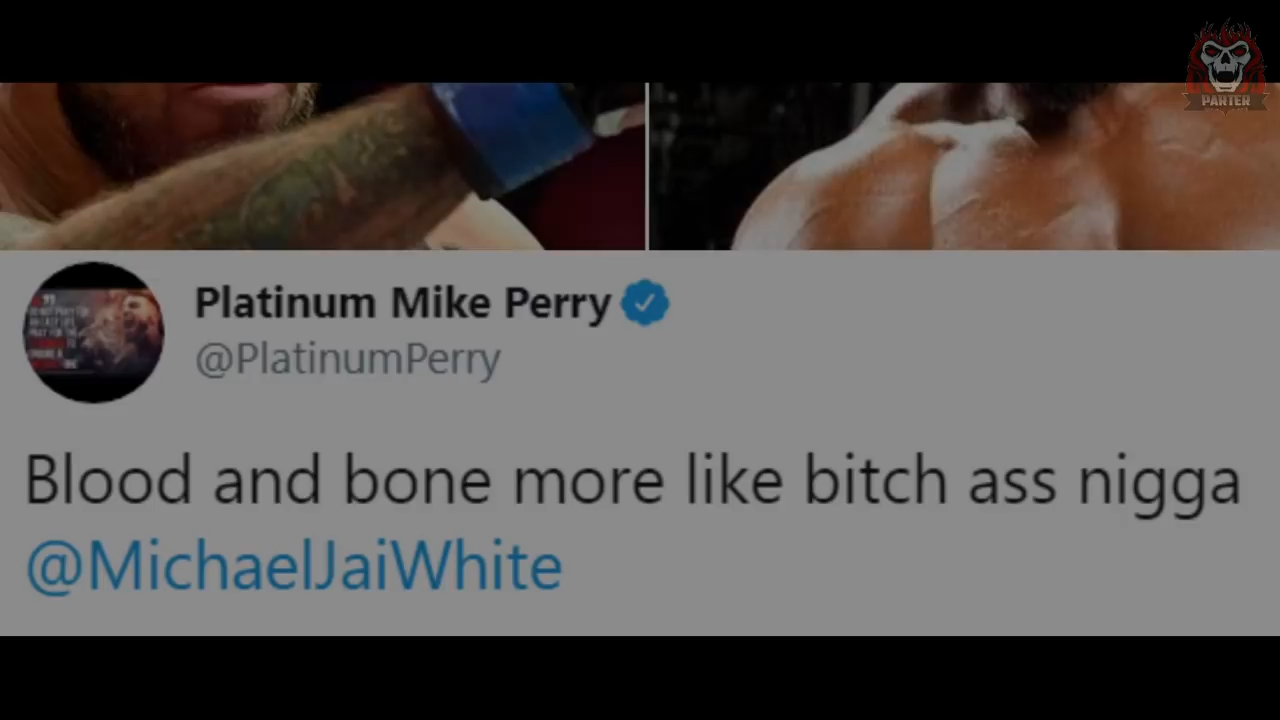 PARTER
Platinum Mike Perry
@PlatinumPerry
Blood and bone more like bitch ass nigga
@MichaelJaiWhite